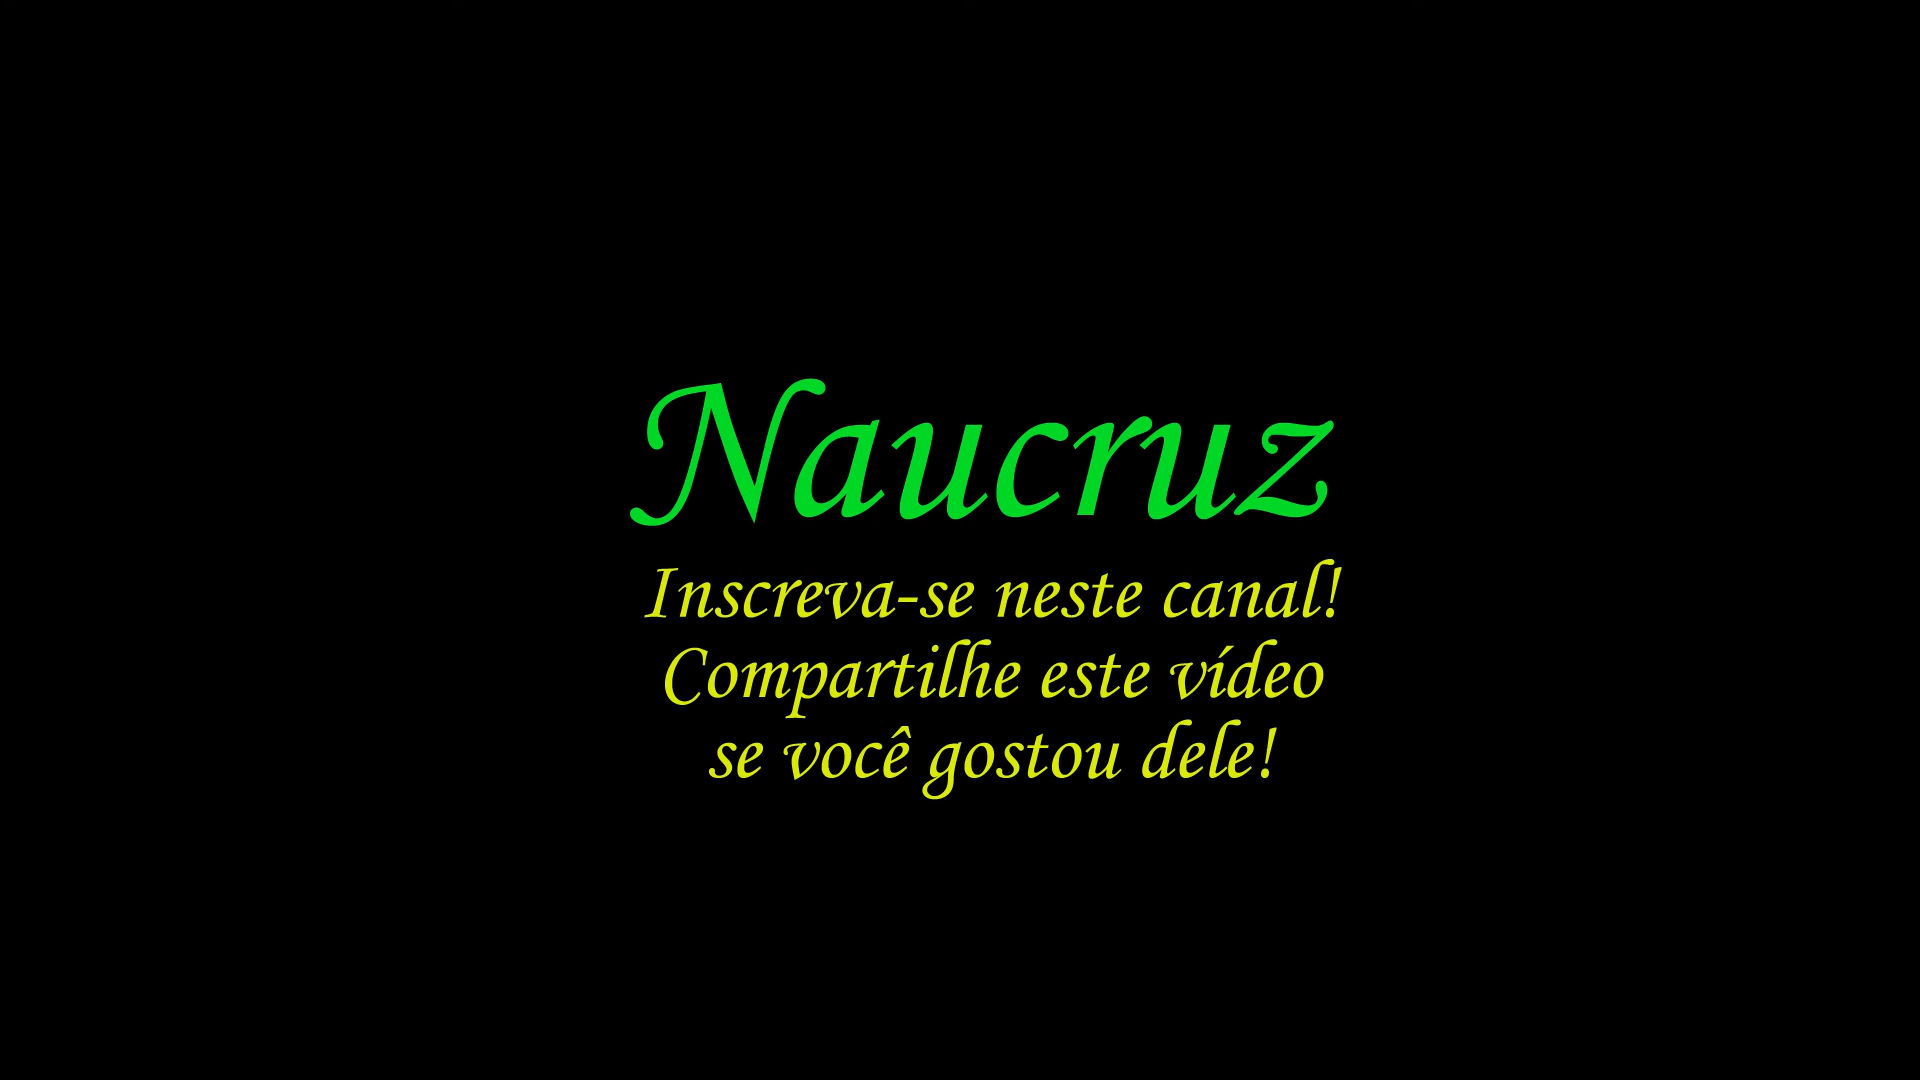 Naucruz
Inscreva-se neste canal!
Compartilhe este vídeo
se você gostou dele!